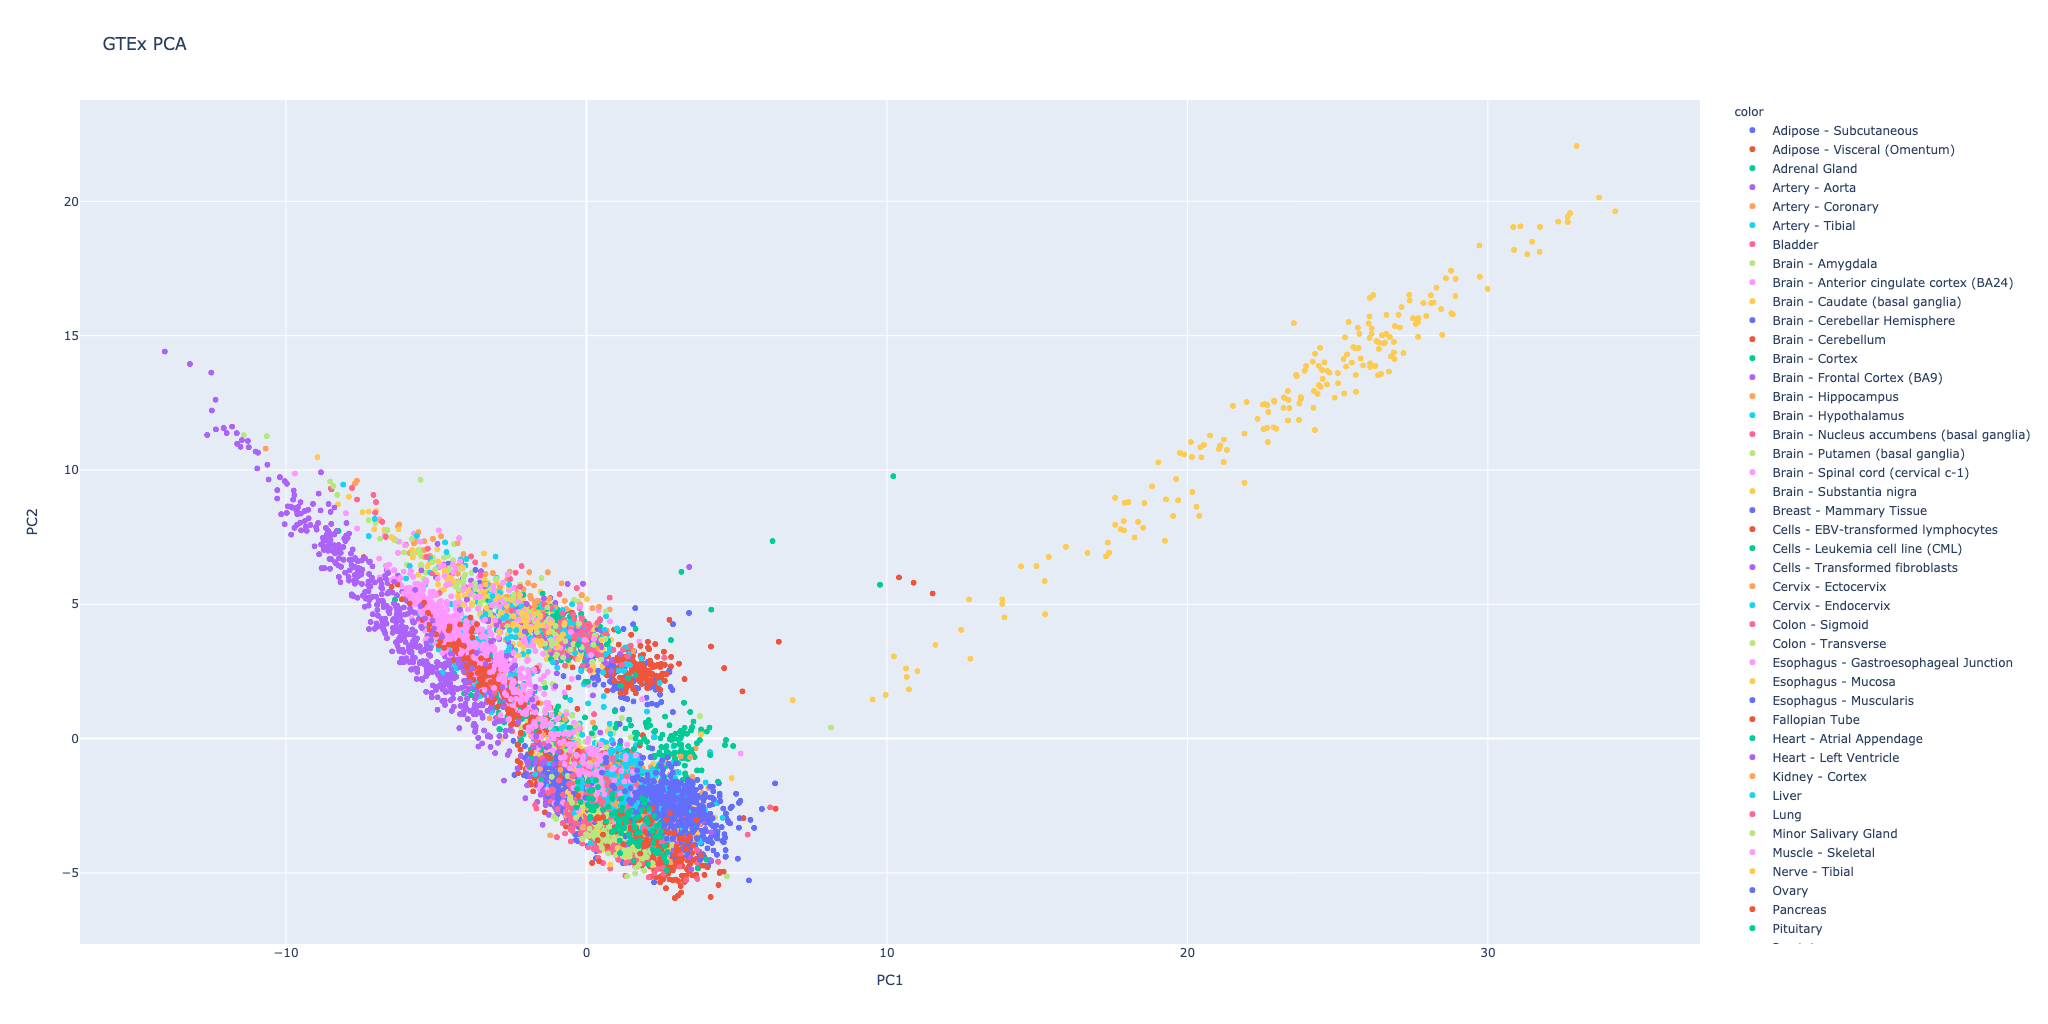 GTEx PCA
color
Adipose - Subcutaneous
Adipose - Visceral (Omentum)
Adrenal Gland
Artery - Aorta
Artery - Coronary
Artery - Tibial
Bladder
Brain - Amygdala
Brain - Anterior cingulate cortex (BA24)
Brain - Caudate (basal ganglia)
Brain - Cerebellar Hemisphere
Brain - Cerebellum
Brain - Cortex
Brain - Frontal Cortex (BA9)
Brain - Hippocampus
Brain - Hypothalamus
Brain - Nucleus accumbens (basal ganglia)
Brain - Putamen (basal ganglia)
Brain - Spinal cord (cervical c-1)
Brain - Substantia nigra
Breast - Mammary Tissue
Cells - EBV-transformed lymphocytes
Cells - Leukemia cell line (CML)
Cells - Transformed fibroblasts
Cervix - Ectocervix
Cervix - Endocervix
Colon - Sigmoid
Colon - Transverse
Esophagus - Gastroesophageal Junction
Esophagus - Mucosa
Esophagus - Muscularis
Fallopian Tube
Heart - Atrial Appendage
Heart - Left Ventricle
Kidney - Cortex
Liver
Lung
Minor Salivary Gland
Muscle - Skeletal
Nerve - Tibial
Ovary
Pancreas
Pituitary
20
15
10
5
0
−5
PC2
−10
0
10
20
30
PC1